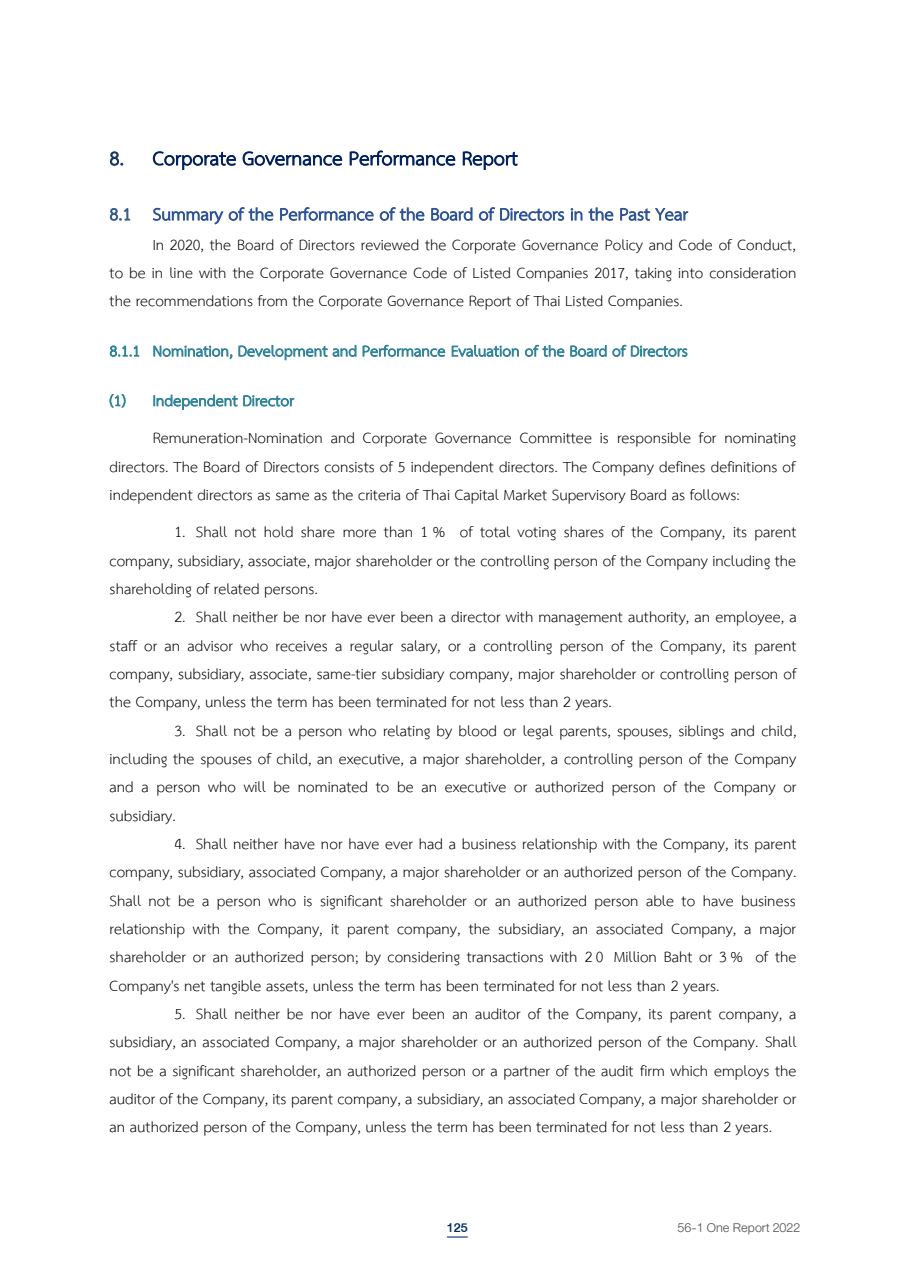 8. Corporate Governance Performance Report
8.1 Summary of the Performance of the Board of Directors in the Past Year
In 2020, the Board of Directors reviewed the Corporate Governance Policy and Code of Conduct,
to be in line with the Corporate Governance Code of Listed Companies 2017, taking into consideration
the recommendations from the Corporate Governance Report of Thai Listed Companies.
8.1.1 Nomination, Development and Performance Evaluation of the Board of Directors
(1) Independent Director
Remuneration-Nomination and Corporate Governance Committee is responsible for nominating
directors. The Board of Directors consists of 5 independent directors. The Company defines definitions of
independent directors as same as the criteria of Thai Capital Market Supervisory Board as follows:
1. Shall not hold share more than 1 % of total voting shares of the Company, its parent
company, subsidiary, associate, major shareholder or the controlling person of the Company including the
shareholding of related persons.
2. Shall neither be nor have ever been a director with management authority, an employee, a
staff or an advisor who receives a regular salary, or a controlling person of the Company, its parent
company, subsidiary, associate, same-tier subsidiary company, major shareholder or controlling person of
the Company, unless the term has been terminated for not less than 2 years.
3. Shall not be a person who relating by blood or legal parents, spouses, siblings and child,
including the spouses of child, an executive, a major shareholder, a controlling person of the Company
and a person who will be nominated to be an executive or authorized person of the Company or
subsidiary.
4. Shall neither have nor have ever had a business relationship with the Company, its parent
company, subsidiary, associated Company, a major shareholder or an authorized person of the Company.
Shall not be a person who is significant shareholder or an authorized person able to have business
relationship with the Company, it parent company, the subsidiary, an associated Company, a major
shareholder or an authorized person; by considering transactions with 2 0 Million Baht or 3 % of the
Company's net tangible assets, unless the term has been terminated for not less than 2 years.
5. Shall neither be nor have ever been an auditor of the Company, its parent company, a
subsidiary, an associated Company, a major shareholder or an authorized person of the Company. Shall
not be a significant shareholder, an authorized person or a partner of the audit firm which employs the
auditor of the Company, its parent company, a subsidiary, an associated Company, a major shareholder or
an authorized person of the Company, unless the term has been terminated for not less than 2 years.
125
56-1 One Report 2022